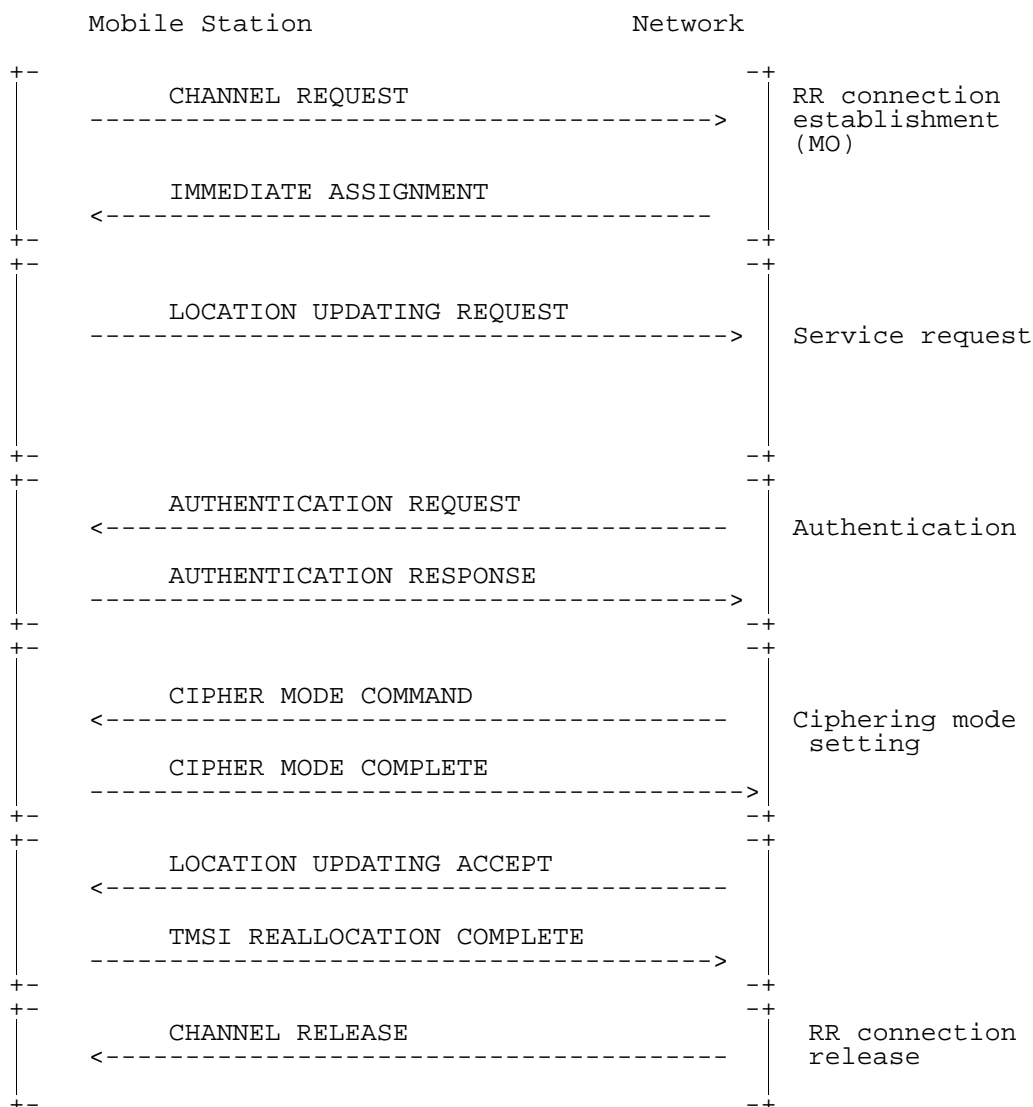 Mobile Station Network
CHANNEL REQUEST
RR connection
establishment
(MO)
IMMEDIATE ASSIGNMENT
LOCATION UPDATING REQUEST
Service request
AUTHENTICATION REQUEST
Authentication
AUTHENTICATION RESPONSE
CIPHER MODE COMMAND
Ciphering mode
setting
CIPHER MODE COMPLETE
LOCATION UPDATING ACCEPT
TMSI REALLOCATION COMPLETE
CHANNEL RELEASE
RR connection
release